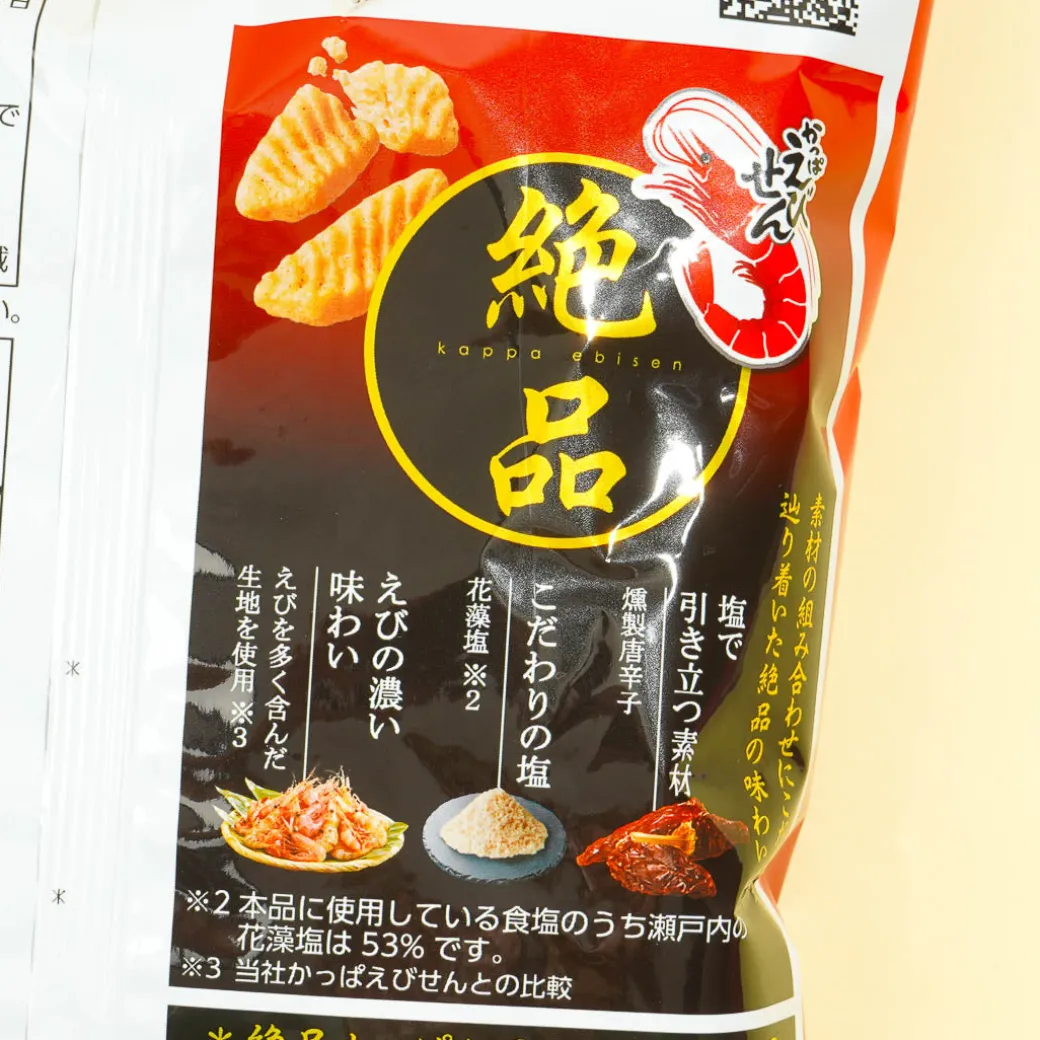 かっぱ
えび
せん
絶
kappa ebisen
品
素材の組み合わせにこ
辿り着いた絶品の味わい
塩で
引き立つ素材
燻製唐辛子
こだわりの塩
花藻塩 ※2
えびの濃い
味わい
えびを多く含んだ
生地を使用 ※3
※2 本品に使用している食塩のうち瀬戸内の
花藻塩は 53% です。
※3 当社かっぱえびせんとの比較
で
い。
＊
＊